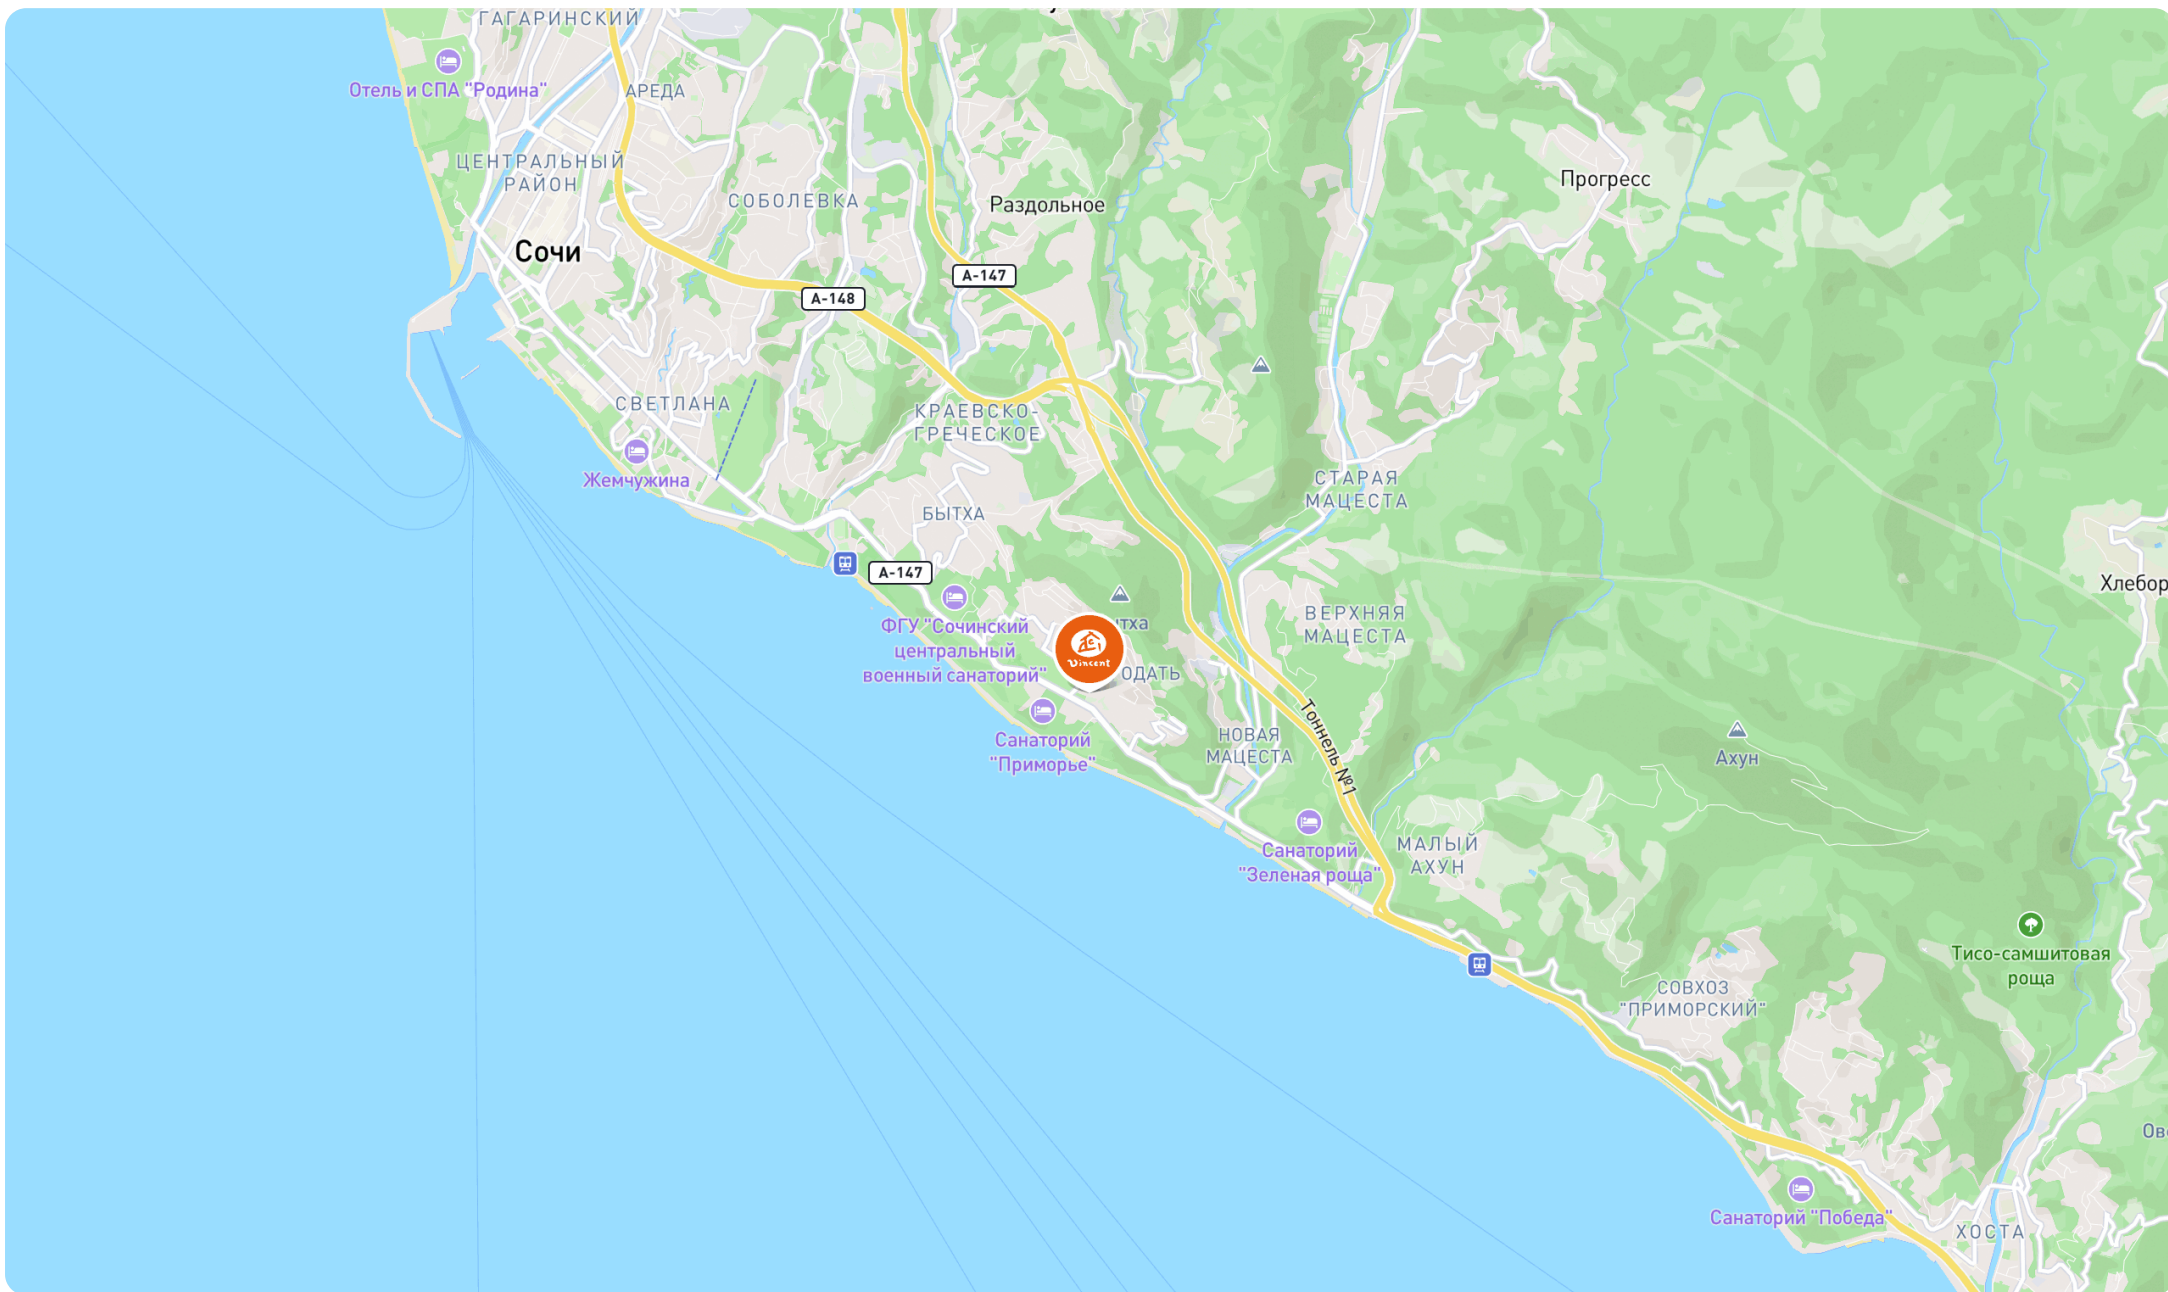 ГАГАРИНСКИЙ
Отель и СПА "Родина"
АРЕДА
ЦЕНТРАЛЬНЫЙ
РАЙОН
СОБОЛЕВКА
Раздольное
Прогресс
Сочи
А-147
А-148
СВЕТЛАНА
КРАЕВСКО-
ГРЕЧЕСКОЕ
Жемчужина
СТАРАЯ
МАЦЕСТА
БЫТХА
А-147
Хлебор
ФГУ "Сочинский
центральный
военный санаторий"
тха
Vincent
ОДАТЬ
ВЕРХНЯЯ
МАЦЕСТА
Санаторий
"Приморье"
НОВАЯ
МАЦЕСТА
Тоннель №1
Ахун
Санаторий
"Зеленая роща"
МАЛЫЙ
АХУН
Тисо-самшитовая
роща
СОВХОЗ
"ПРИМОРСКИЙ"
Ов
Санаторий "Победа"
ХОСТА